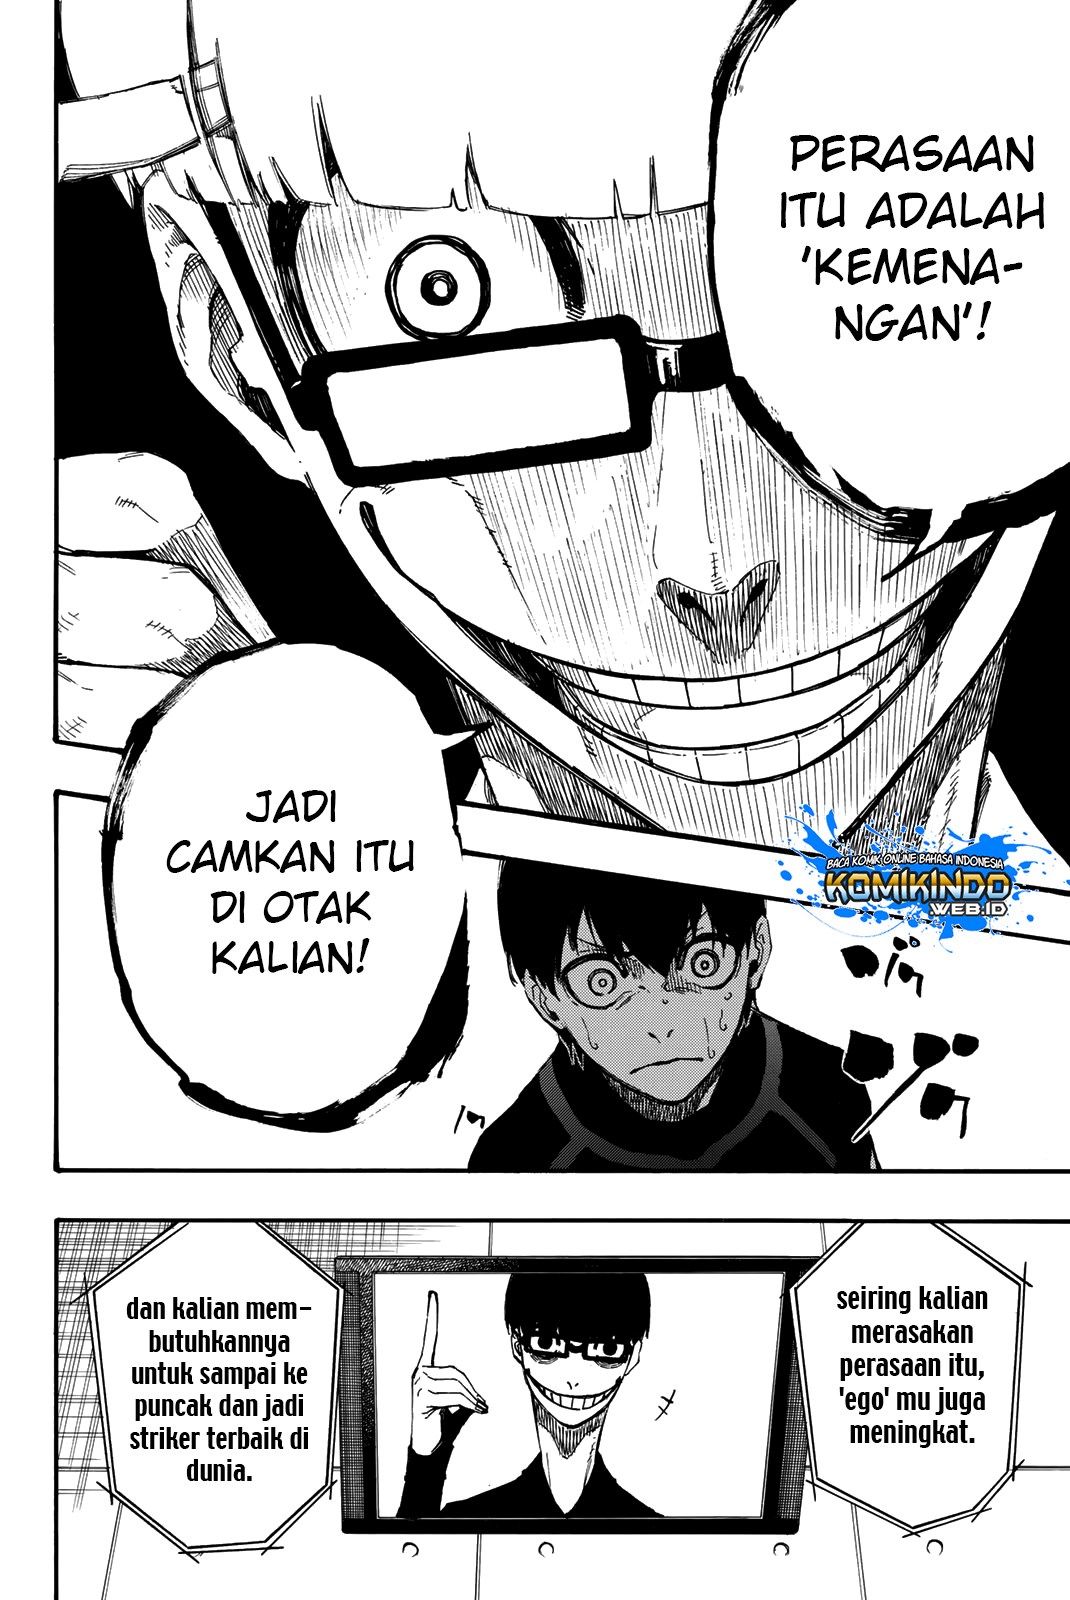 PERASAAN
ITU ADALAH
'KEMENA-
NGAN'!
JADI
CAMKAN ITU
DI OTAK
KALIAN!
BACA KOMIK ONLINE BAHASA INDONESIA
KOMIKINDO
WEB.ID
seiring kalian
merasakan
perasaan itu,
'ego' mu juga
meningkat.
dan kalian mem-
butuhkannya
untuk sampai ke
puncak dan jadi
striker terbaik di
dunia.